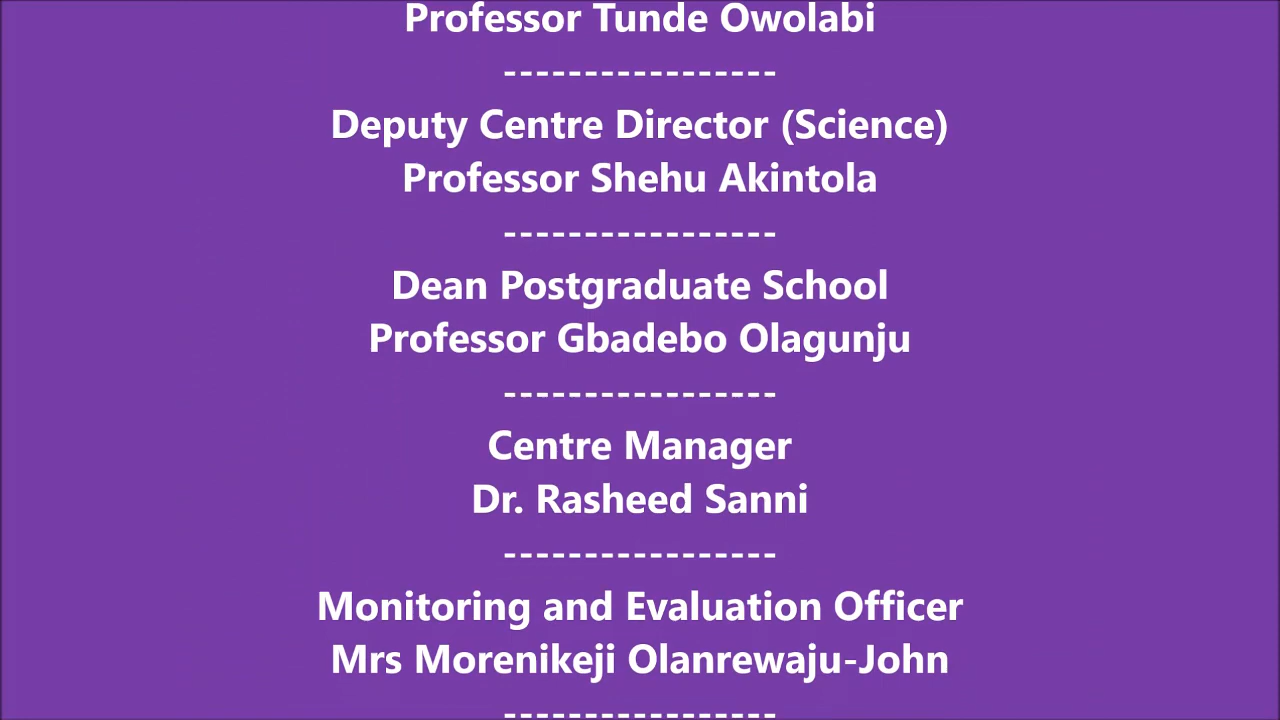 Professor Tunde Owolabi
-----------------
Deputy Centre Director (Science)
Professor Shehu Akintola
-----------------
Dean Postgraduate School
Professor Gbadebo Olagunju
-----------------
Centre Manager
Dr. Rasheed Sanni
-----------------
Monitoring and Evaluation Officer
Mrs Morenikeji Olanrewaju-John
-----------------